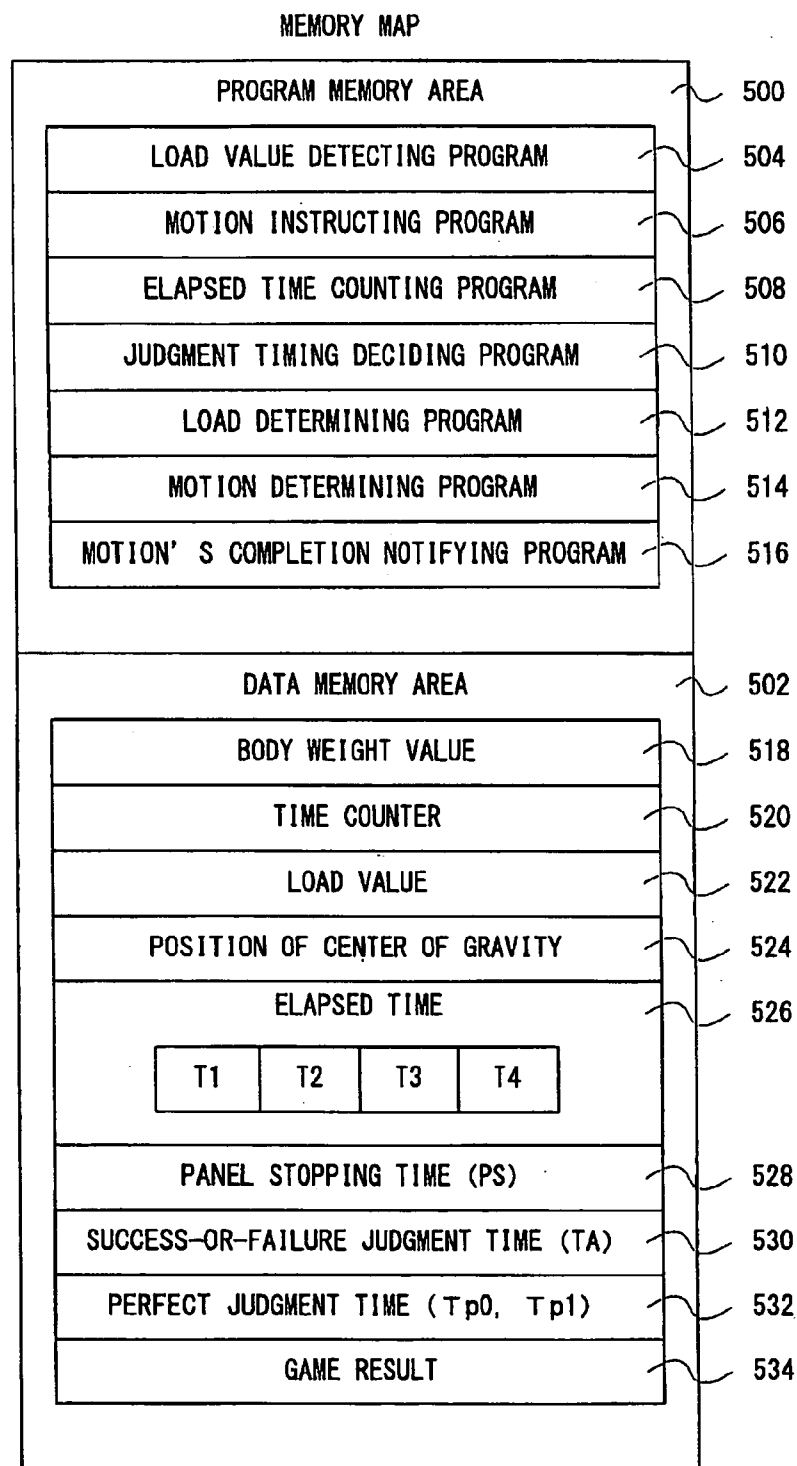 MEMORY MAP
PROGRAM MEMORY AREA 500
LOAD VALUE DETECTING PROGRAM 504
MOTION INSTRUCTING PROGRAM 506
ELAPSED TIME COUNTING PROGRAM 508
JUDGMENT TIMING DECIDING PROGRAM 510
LOAD DETERMINING PROGRAM 512
MOTION DETERMINING PROGRAM 514
MOTION' S COMPLETION NOTIFYING PROGRAM 516
DATA MEMORY AREA 502
BODY WEIGHT VALUE 518
TIME COUNTER 520
LOAD VALUE 522
POSITION OF CENTER OF GRAVITY 524
ELAPSED TIME 526
T1 T2 T3 T4
PANEL STOPPING TIME (PS) 528
SUCCESS-OR-FAILURE JUDGMENT TIME (TA) 530
PERFECT JUDGMENT TIME (Tp0, Tp1) 532
GAME RESULT 534